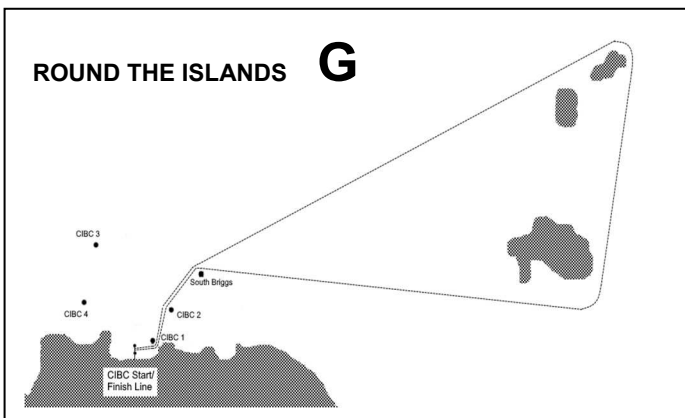 ROUND THE ISLANDS G
CIBC 3
South Briggs
CIBC 4
CIBC 2
CIBC 1
CIBC Start/
Finish Line